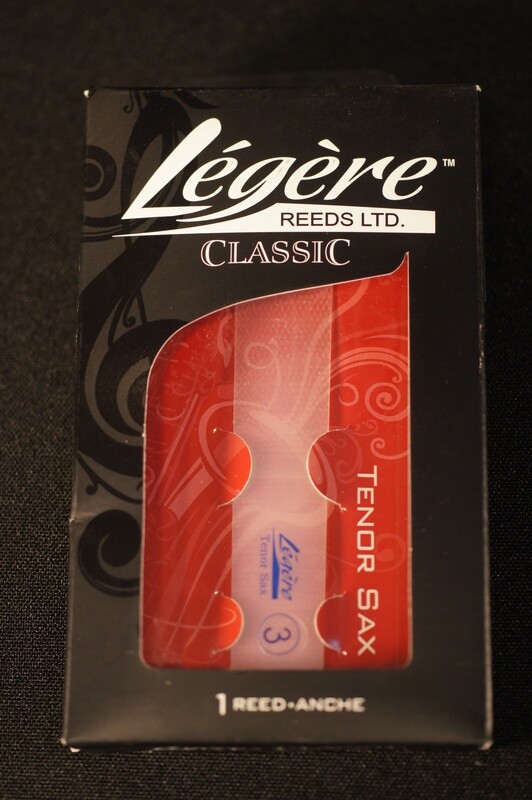 Légère™
REEDS LTD.
CLASSIC
TENOR SAX
Légère
Tenor Sax
3
1 REED•ANCHE